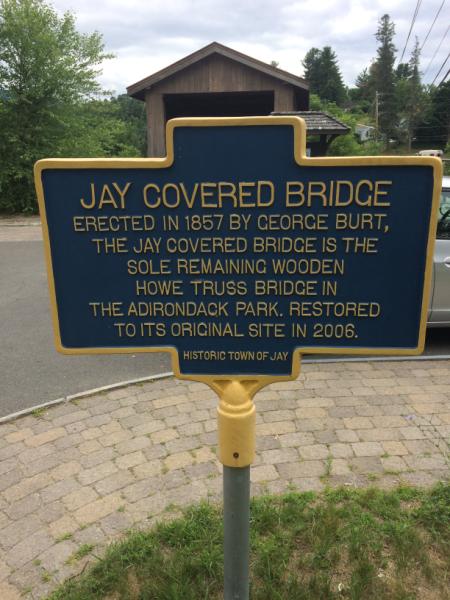 JAY COVERED BRIDGE
ERECTED IN 1857 BY GEORGE BURT,
THE JAY COVERED BRIDGE IS THE
SOLE REMAINING WOODEN
HOWE TRUSS BRIDGE IN
THE ADIRONDACK PARK. RESTORED
TO ITS ORIGINAL SITE IN 2006.
HISTORIC TOWN OF JAY